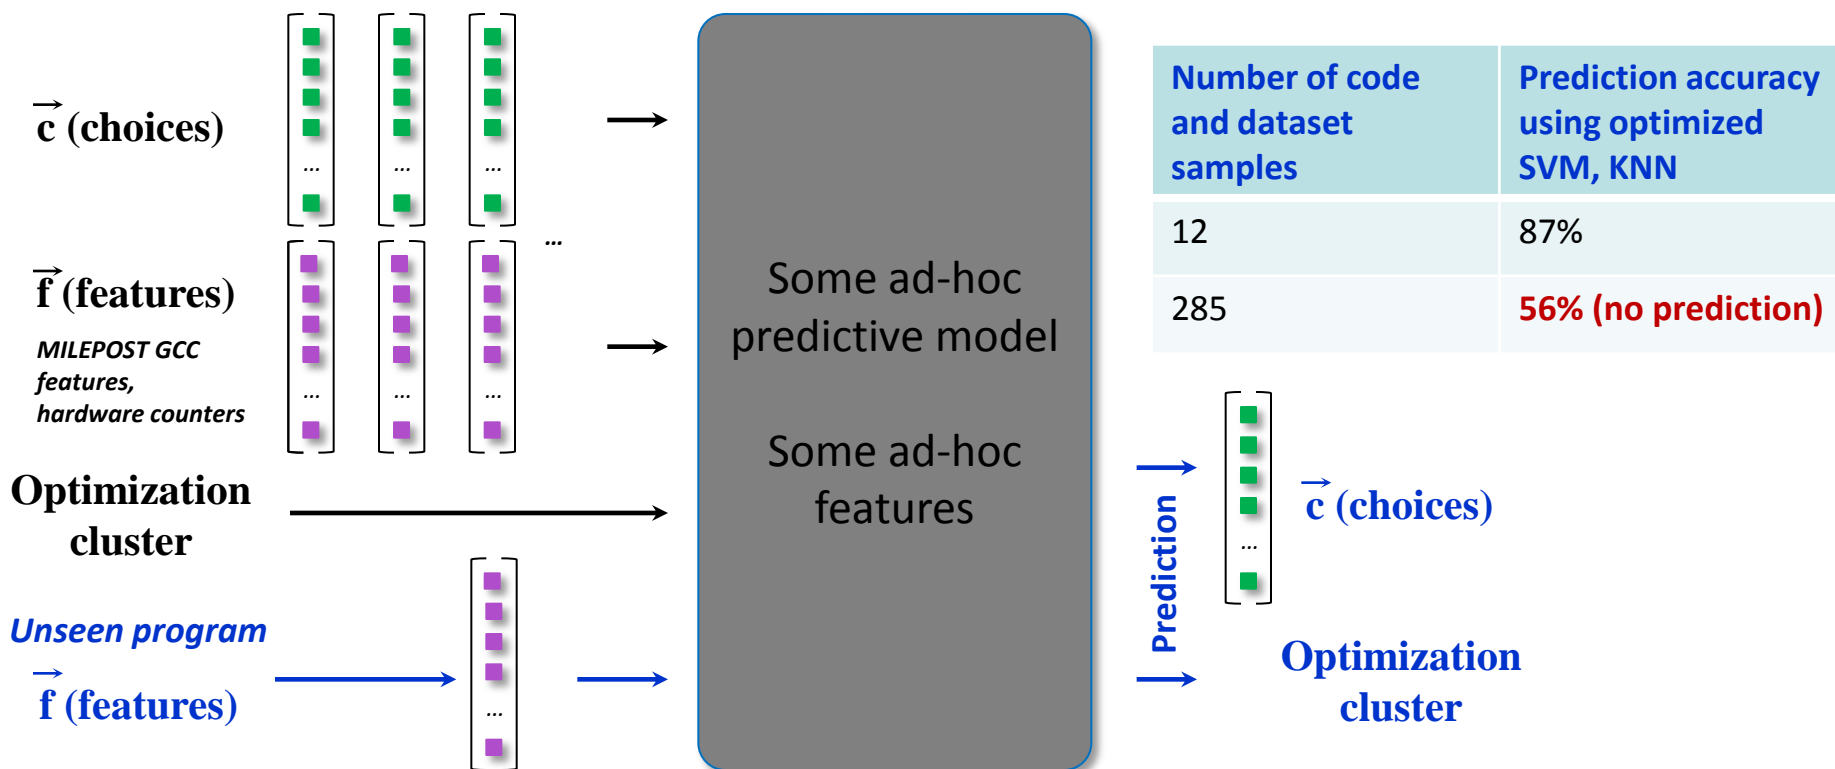 c (choices)
...
...
...
...
f (features)
MILEPOST GCC
features,
hardware counters
...
...
...
Optimization
cluster
Unseen program
f (features)
...
Some ad-hoc
predictive model
Some ad-hoc
features
Number of code
and dataset
samples
Prediction accuracy
using optimized
SVM, KNN
12
87%
285
56% (no prediction)
Prediction
...
c (choices)
Optimization
cluster